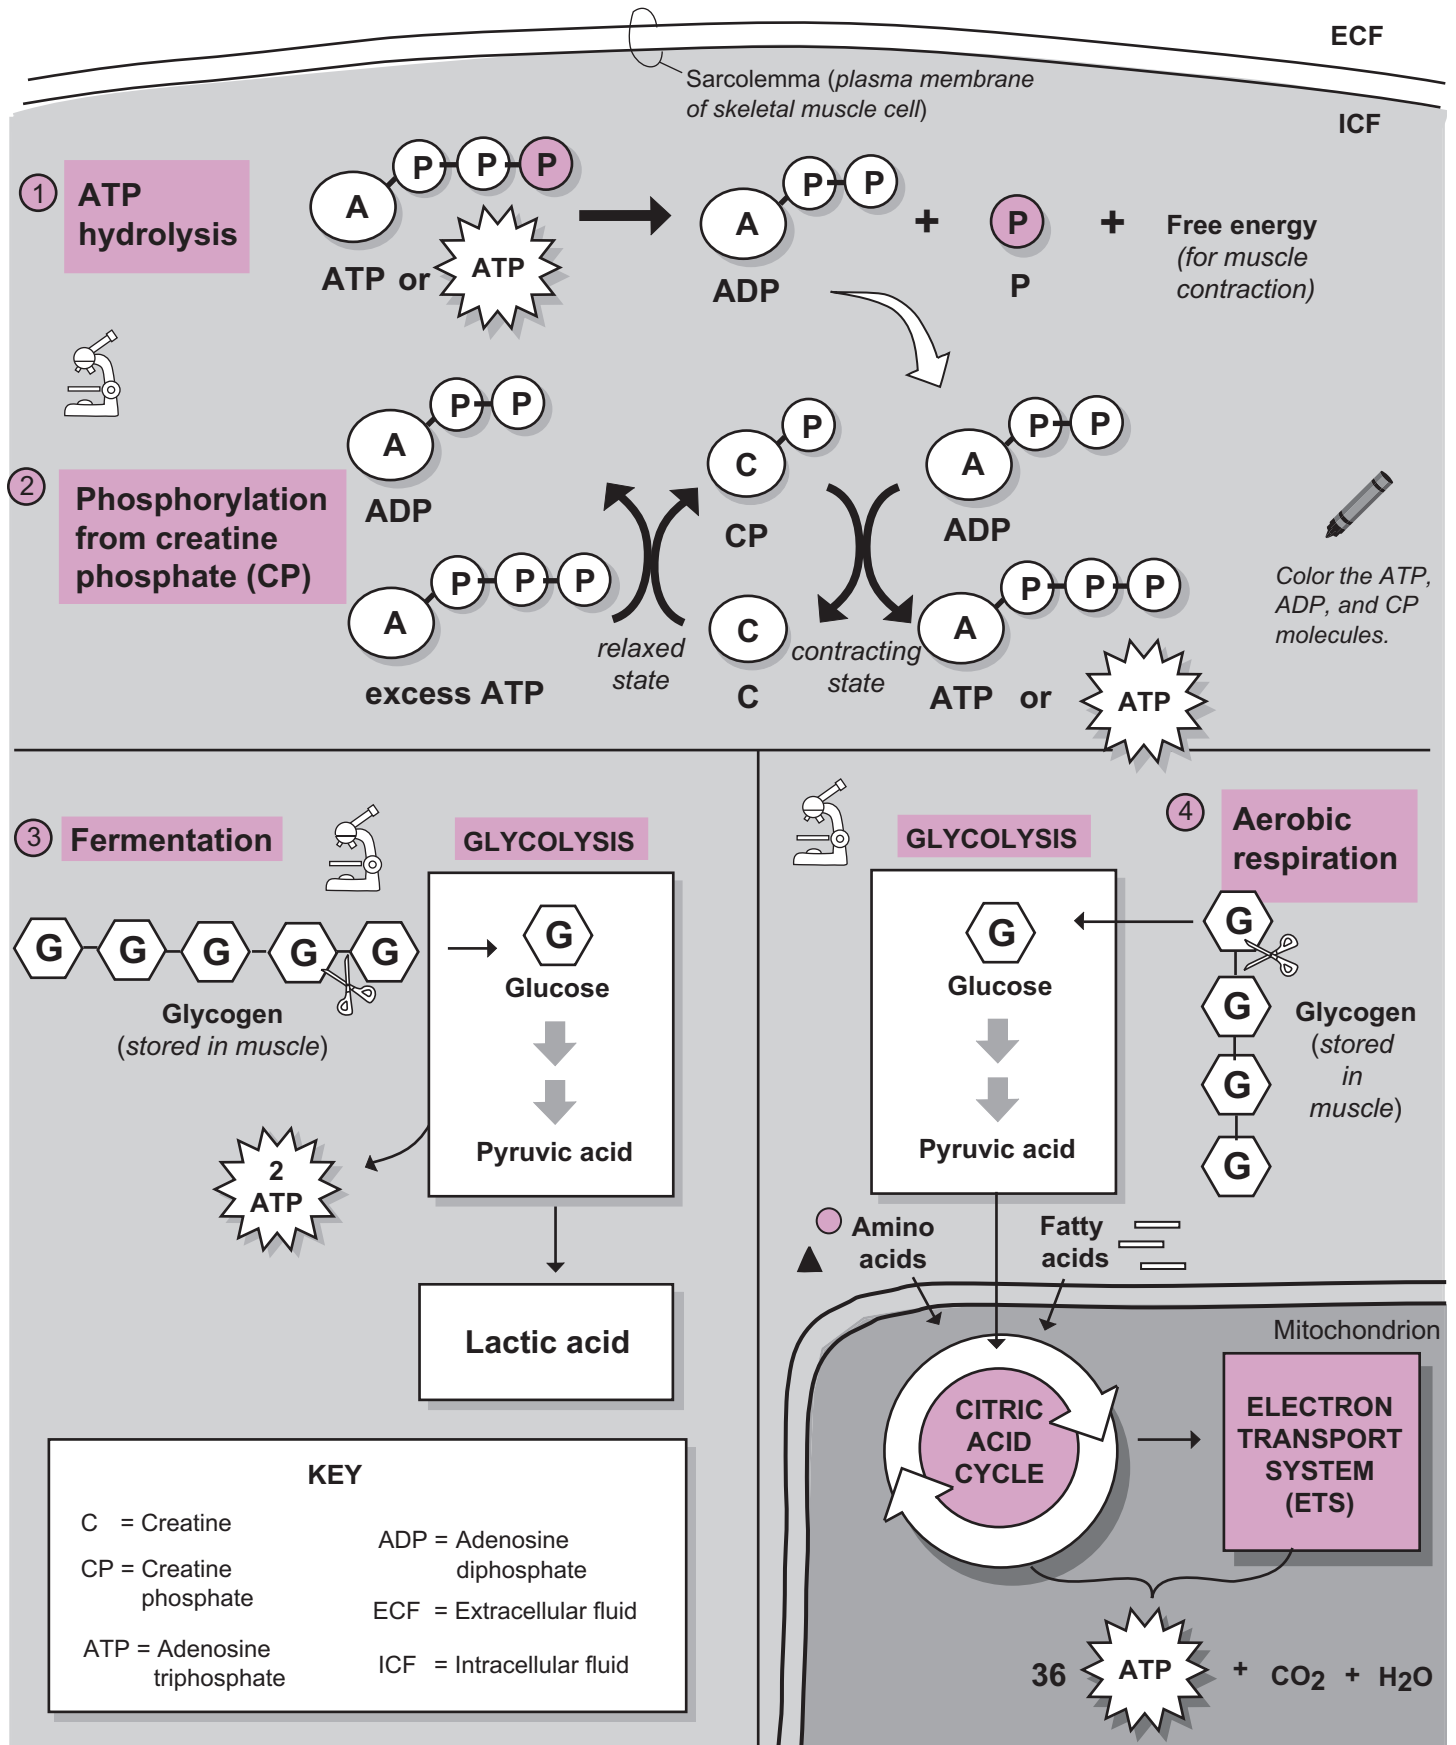 ECF
Sarcolemma (plasma membrane
of skeletal muscle cell)
ICF
1
ATP
hydrolysis
A P P P
ATP or
ATP
A P P
ADP
+
P
P
+
Free energy
(for muscle
contraction)
2
Phosphorylation
from creatine
phosphate (CP)
A P P
ADP
A P P P
excess ATP
relaxed
state
C P
CP
C
C
contracting
state
A P P
ADP
A P P P
ATP or
ATP
Color the ATP,
ADP, and CP
molecules.
3
Fermentation
GLYCOLYSIS
G G G G G
Glycogen
(stored in muscle)
G
Glucose
Pyruvic acid
2
ATP
Lactic acid
KEY
C = Creatine
CP = Creatine
phosphate
ATP = Adenosine
triphosphate
ADP = Adenosine
diphosphate
ECF = Extracellular fluid
ICF = Intracellular fluid
4
Aerobic
respiration
GLYCOLYSIS
G
Glucose
Pyruvic acid
G
G
G
G
Glycogen
(stored
in
muscle)
Amino
acids
Fatty
acids
Mitochondrion
CITRIC
ACID
CYCLE
ELECTRON
TRANSPORT
SYSTEM
(ETS)
36 ATP + CO2 + H2O